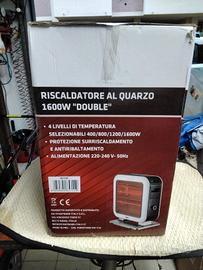 RISCALDATORE AL QUARZO
1600W "DOUBLE"
• 4 LIVELLI DI TEMPERATURA
SELEZIONABILI 400/800/1200/1600W
• PROTEZIONE SURRISCALDAMENTO
E ANTIRIBALTAMENTO
• ALIMENTAZIONE 220-240 V- 50Hz